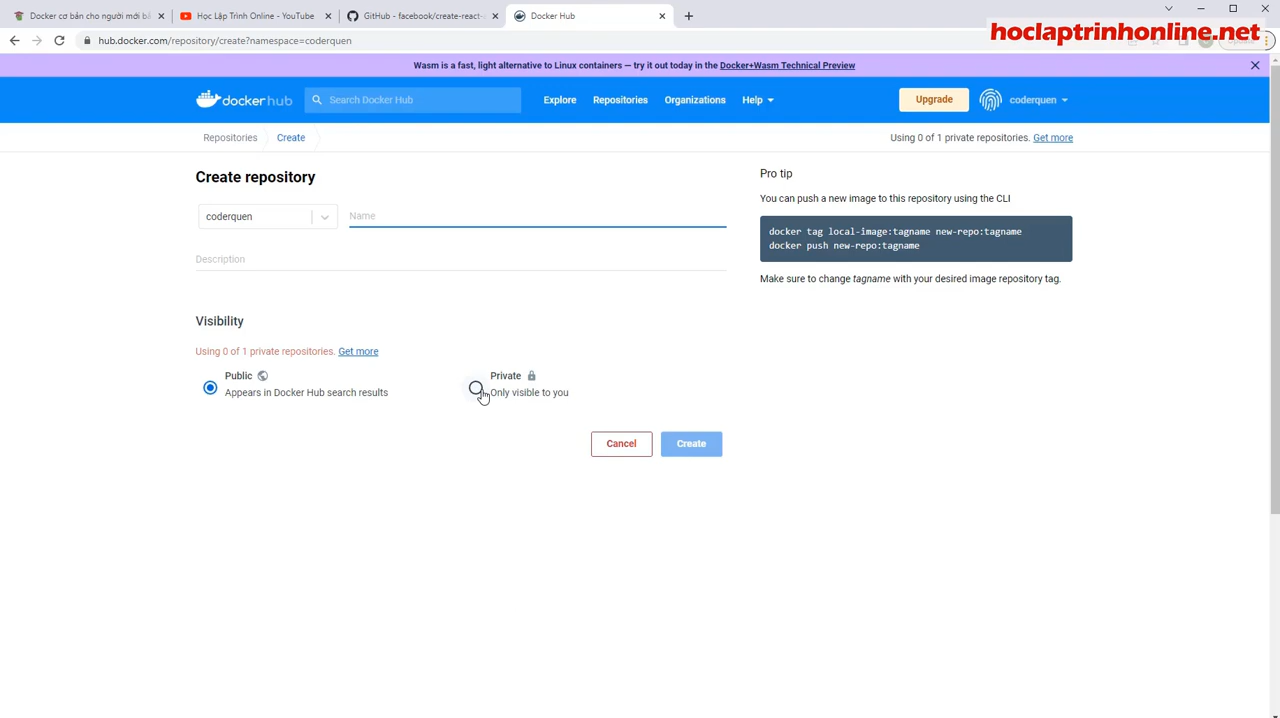 Docker cơ bản cho người mới bắ
Học Lập Trình Online - YouTube
GitHub - facebook/create-react-
Docker Hub
hub.docker.com/repository/create?namespace=coderquen
hoclaptrinhonline.net
Wasm is a fast, light alternative to Linux containers — try it out today in the Docker+Wasm Technical Preview
dockerhub
Search Docker Hub
Explore
Repositories
Organizations
Help
Upgrade
coderquen
Repositories
Create
Using 0 of 1 private repositories. Get more
Create repository
coderquen
Name
Description
Pro tip
You can push a new image to this repository using the CLI
docker tag local-image:tagname new-repo:tagname
docker push new-repo:tagname
Make sure to change tagname with your desired image repository tag.
Visibility
Using 0 of 1 private repositories. Get more
Public
Appears in Docker Hub search results
Private
Only visible to you
Cancel
Create